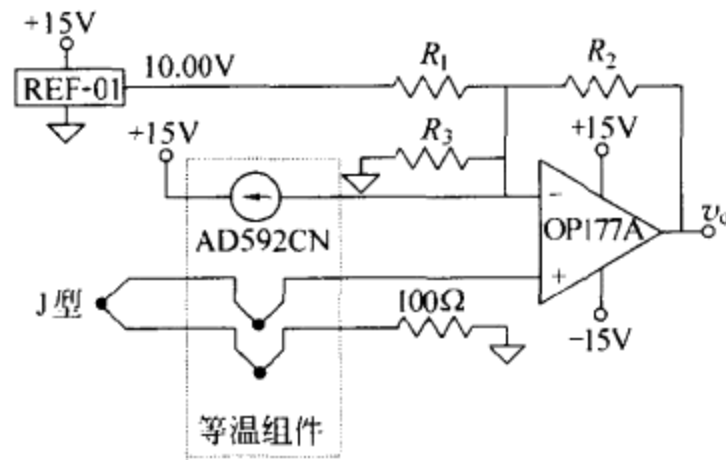 +15V
REF-01
10.00V
R₁
R₂
+15V
R₃
+15V
AD592CN
OP177A
−
+
J型
100Ω
−15V
等温组件